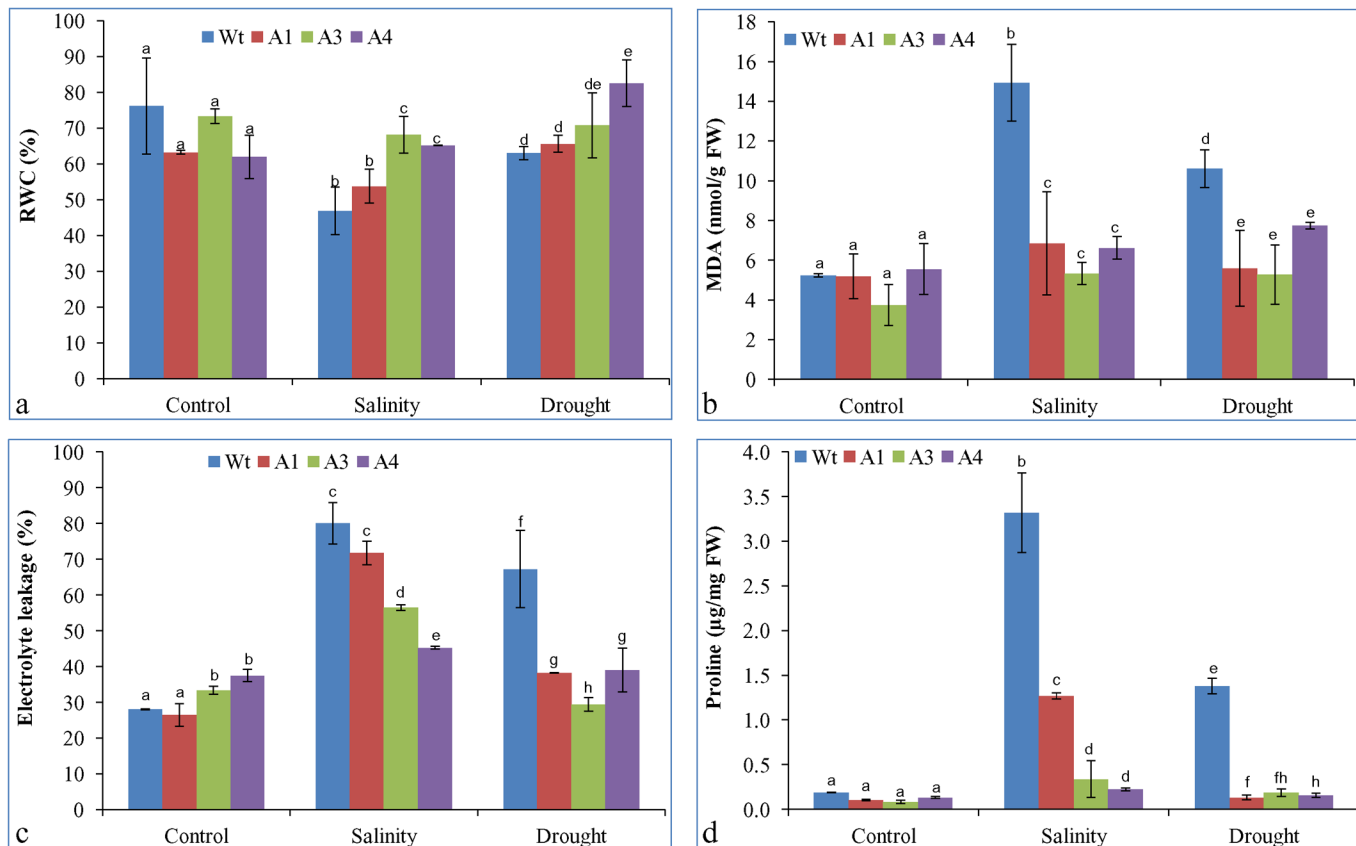 Wt A1 A3 A4
RWC (%)
100
90
80
70
60
50
40
30
20
10
0
a a a a
b b c c
d d de e
Control Salinity Drought
a
Wt A1 A3 A4
MDA (nmol/g FW)
18
16
14
12
10
8
6
4
2
0
a a a a
b c c c
d e e e
Control Salinity Drought
b
Wt A1 A3 A4
Electrolyte leakage (%)
100
90
80
70
60
50
40
30
20
10
0
a a b b
c c d e
f g h g
Control Salinity Drought
c
Wt A1 A3 A4
Proline (µg/mg FW)
4.0
3.5
3.0
2.5
2.0
1.5
1.0
0.5
0.0
a a a a
b c d d
e f fh h
Control Salinity Drought
d